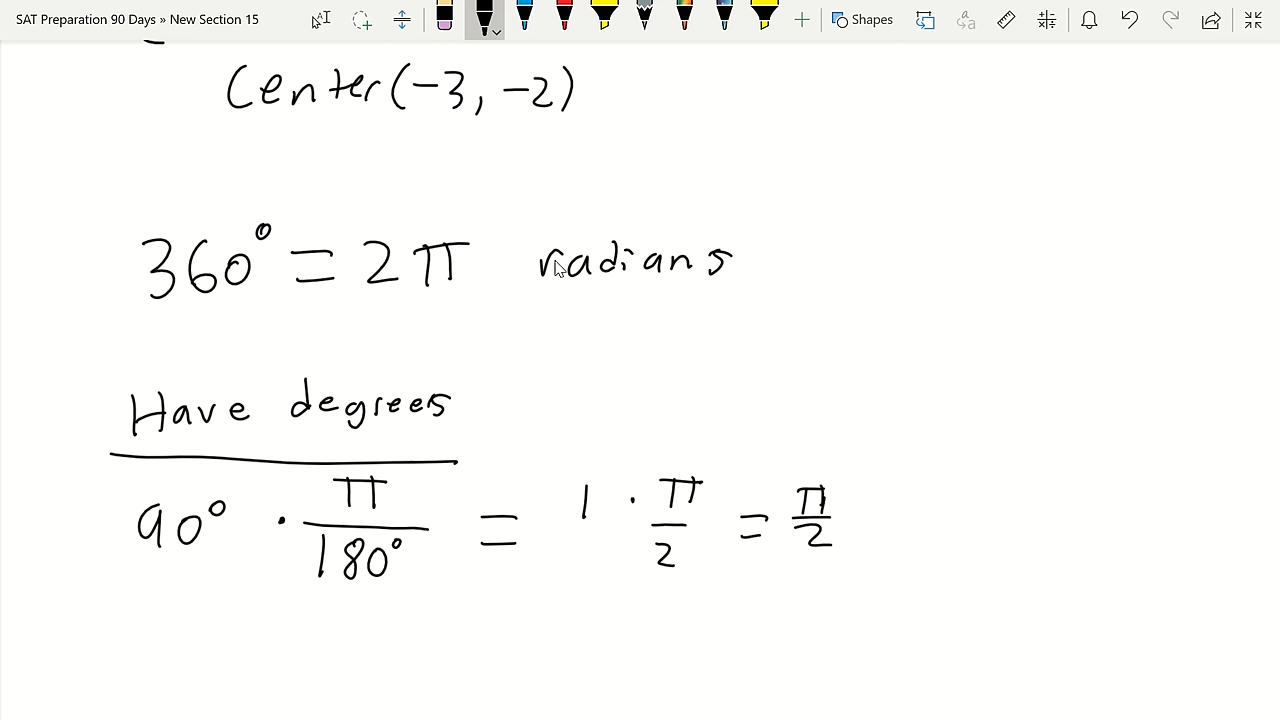 SAT Preparation 90 Days » New Section 15
Shapes
Center(-3, -2)
360° = 2π radians
Have degrees
90° · π/180° = 1 · π/2 = π/2